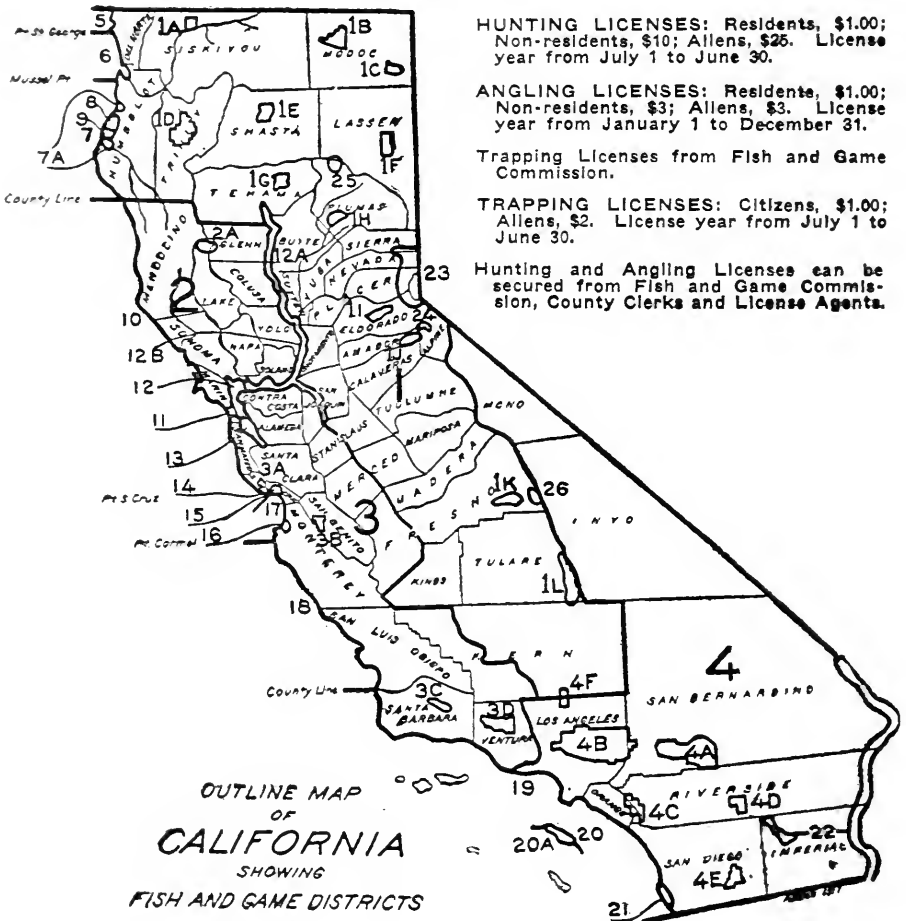 HUNTING LICENSES: Residents, $1.00;
Non-residents, $10; Aliens, $25. License
year from July 1 to June 30.
ANGLING LICENSES: Residents, $1.00;
Non-residents, $3; Aliens, $3. License
year from January 1 to December 31.
Trapping Licenses from Fish and Game
Commission.
TRAPPING LICENSES: Citizens, $1.00;
Aliens, $2. License year from July 1 to
June 30.
Hunting and Angling Licenses can be
secured from Fish and Game Commis-
sion, County Clerks and License Agents.
5
Pt St George
6
DEL NORTE
1A
SISKIYOU
1B
MODOC
1C
Mussel Pt
8
9
7
7A
HUMBOLDT
1D
TRINITY
1E
SHASTA
LASSEN
1F
County Line
1G
TEHAMA
25
PLUMAS
1H
MENDOCINO
2A
GLENN
BUTTE
12A
SIERRA
2
COLUSA
LAKE
SUTTER
YUBA
NEVADA
PLACER
23
10
12B
SONOMA
NAPA
YOLO
SOLANO
SACRAMENTO
1I
ELDORADO
24
AMADOR
ALPINE
1J
CALAVERAS
12
MARIN
CONTRA
COSTA
SAN
JOAQUIN
TUOLUMNE
MONO
11
ALAMEDA
STANISLAUS
MARIPOSA
13
SANTA
3A
CLARA
MERCED
MADERA
14
Pt S Cruz
15
17
16
Pt. Carmel
SAN BENITO
3B
3
MONTEREY
FRESNO
1K
26
INYO
KINGS
TULARE
1L
18
SAN LUIS
OBISPO
KERN
4
SAN BERNARDINO
County Line
3C
SANTA
BARBARA
3D
VENTURA
4F
LOS ANGELES
4B
4A
19
ORANGE
4C
RIVERSIDE
4D
20A
20
SAN DIEGO
4E
22
IMPERIAL
21
OUTLINE MAP
OF
CALIFORNIA
SHOWING
FISH AND GAME DISTRICTS